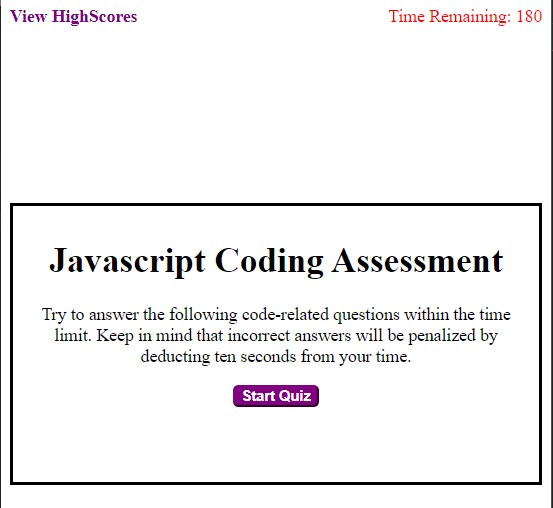 View HighScores
Time Remaining: 180
Javascript Coding Assessment
Try to answer the following code-related questions within the time
limit. Keep in mind that incorrect answers will be penalized by
deducting ten seconds from your time.
Start Quiz